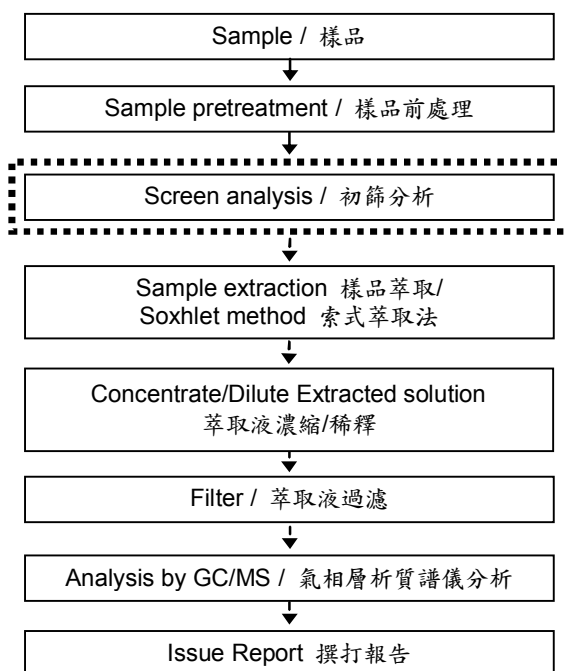 Sample / 樣品
Sample pretreatment / 樣品前處理
Screen analysis / 初篩分析
Sample extraction 樣品萃取/
Soxhlet method 索式萃取法
Concentrate/Dilute Extracted solution
萃取液濃縮/稀釋
Filter / 萃取液過濾
Analysis by GC/MS / 氣相層析質譜儀分析
Issue Report 撰打報告